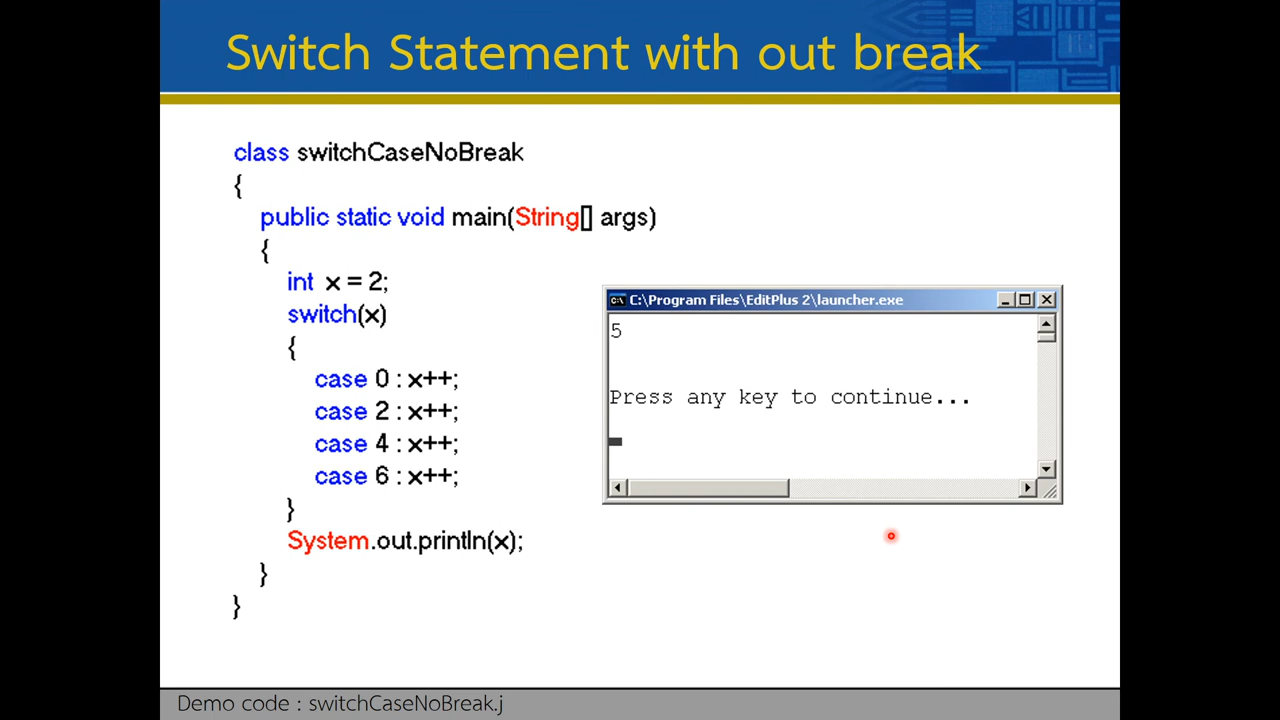 Switch Statement with out break
class switchCaseNoBreak
{
public static void main(String[] args)
{
int x = 2;
switch(x)
{
case 0 : x++;
case 2 : x++;
case 4 : x++;
case 6 : x++;
}
System.out.println(x);
}
}
C:\Program Files\EditPlus 2\launcher.exe
5
Press any key to continue...
Demo code : switchCaseNoBreak.j